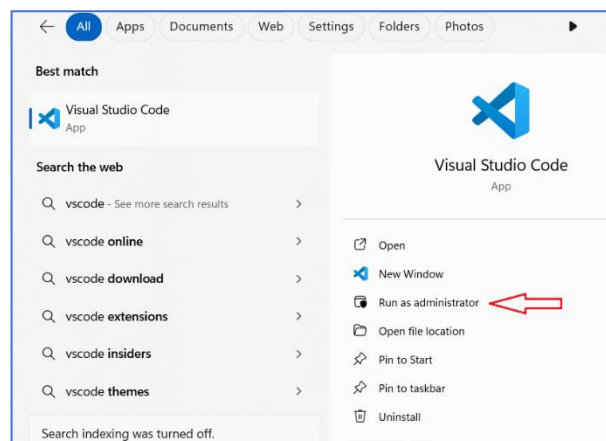 All Apps Documents Web Settings Folders Photos
Best match
Visual Studio Code
App
Search the web
vscode - See more search results
vscode online
vscode download
vscode extensions
vscode insiders
vscode themes
Search indexing was turned off.
Visual Studio Code
App
Open
New Window
Run as administrator
Open file location
Pin to Start
Pin to taskbar
Uninstall